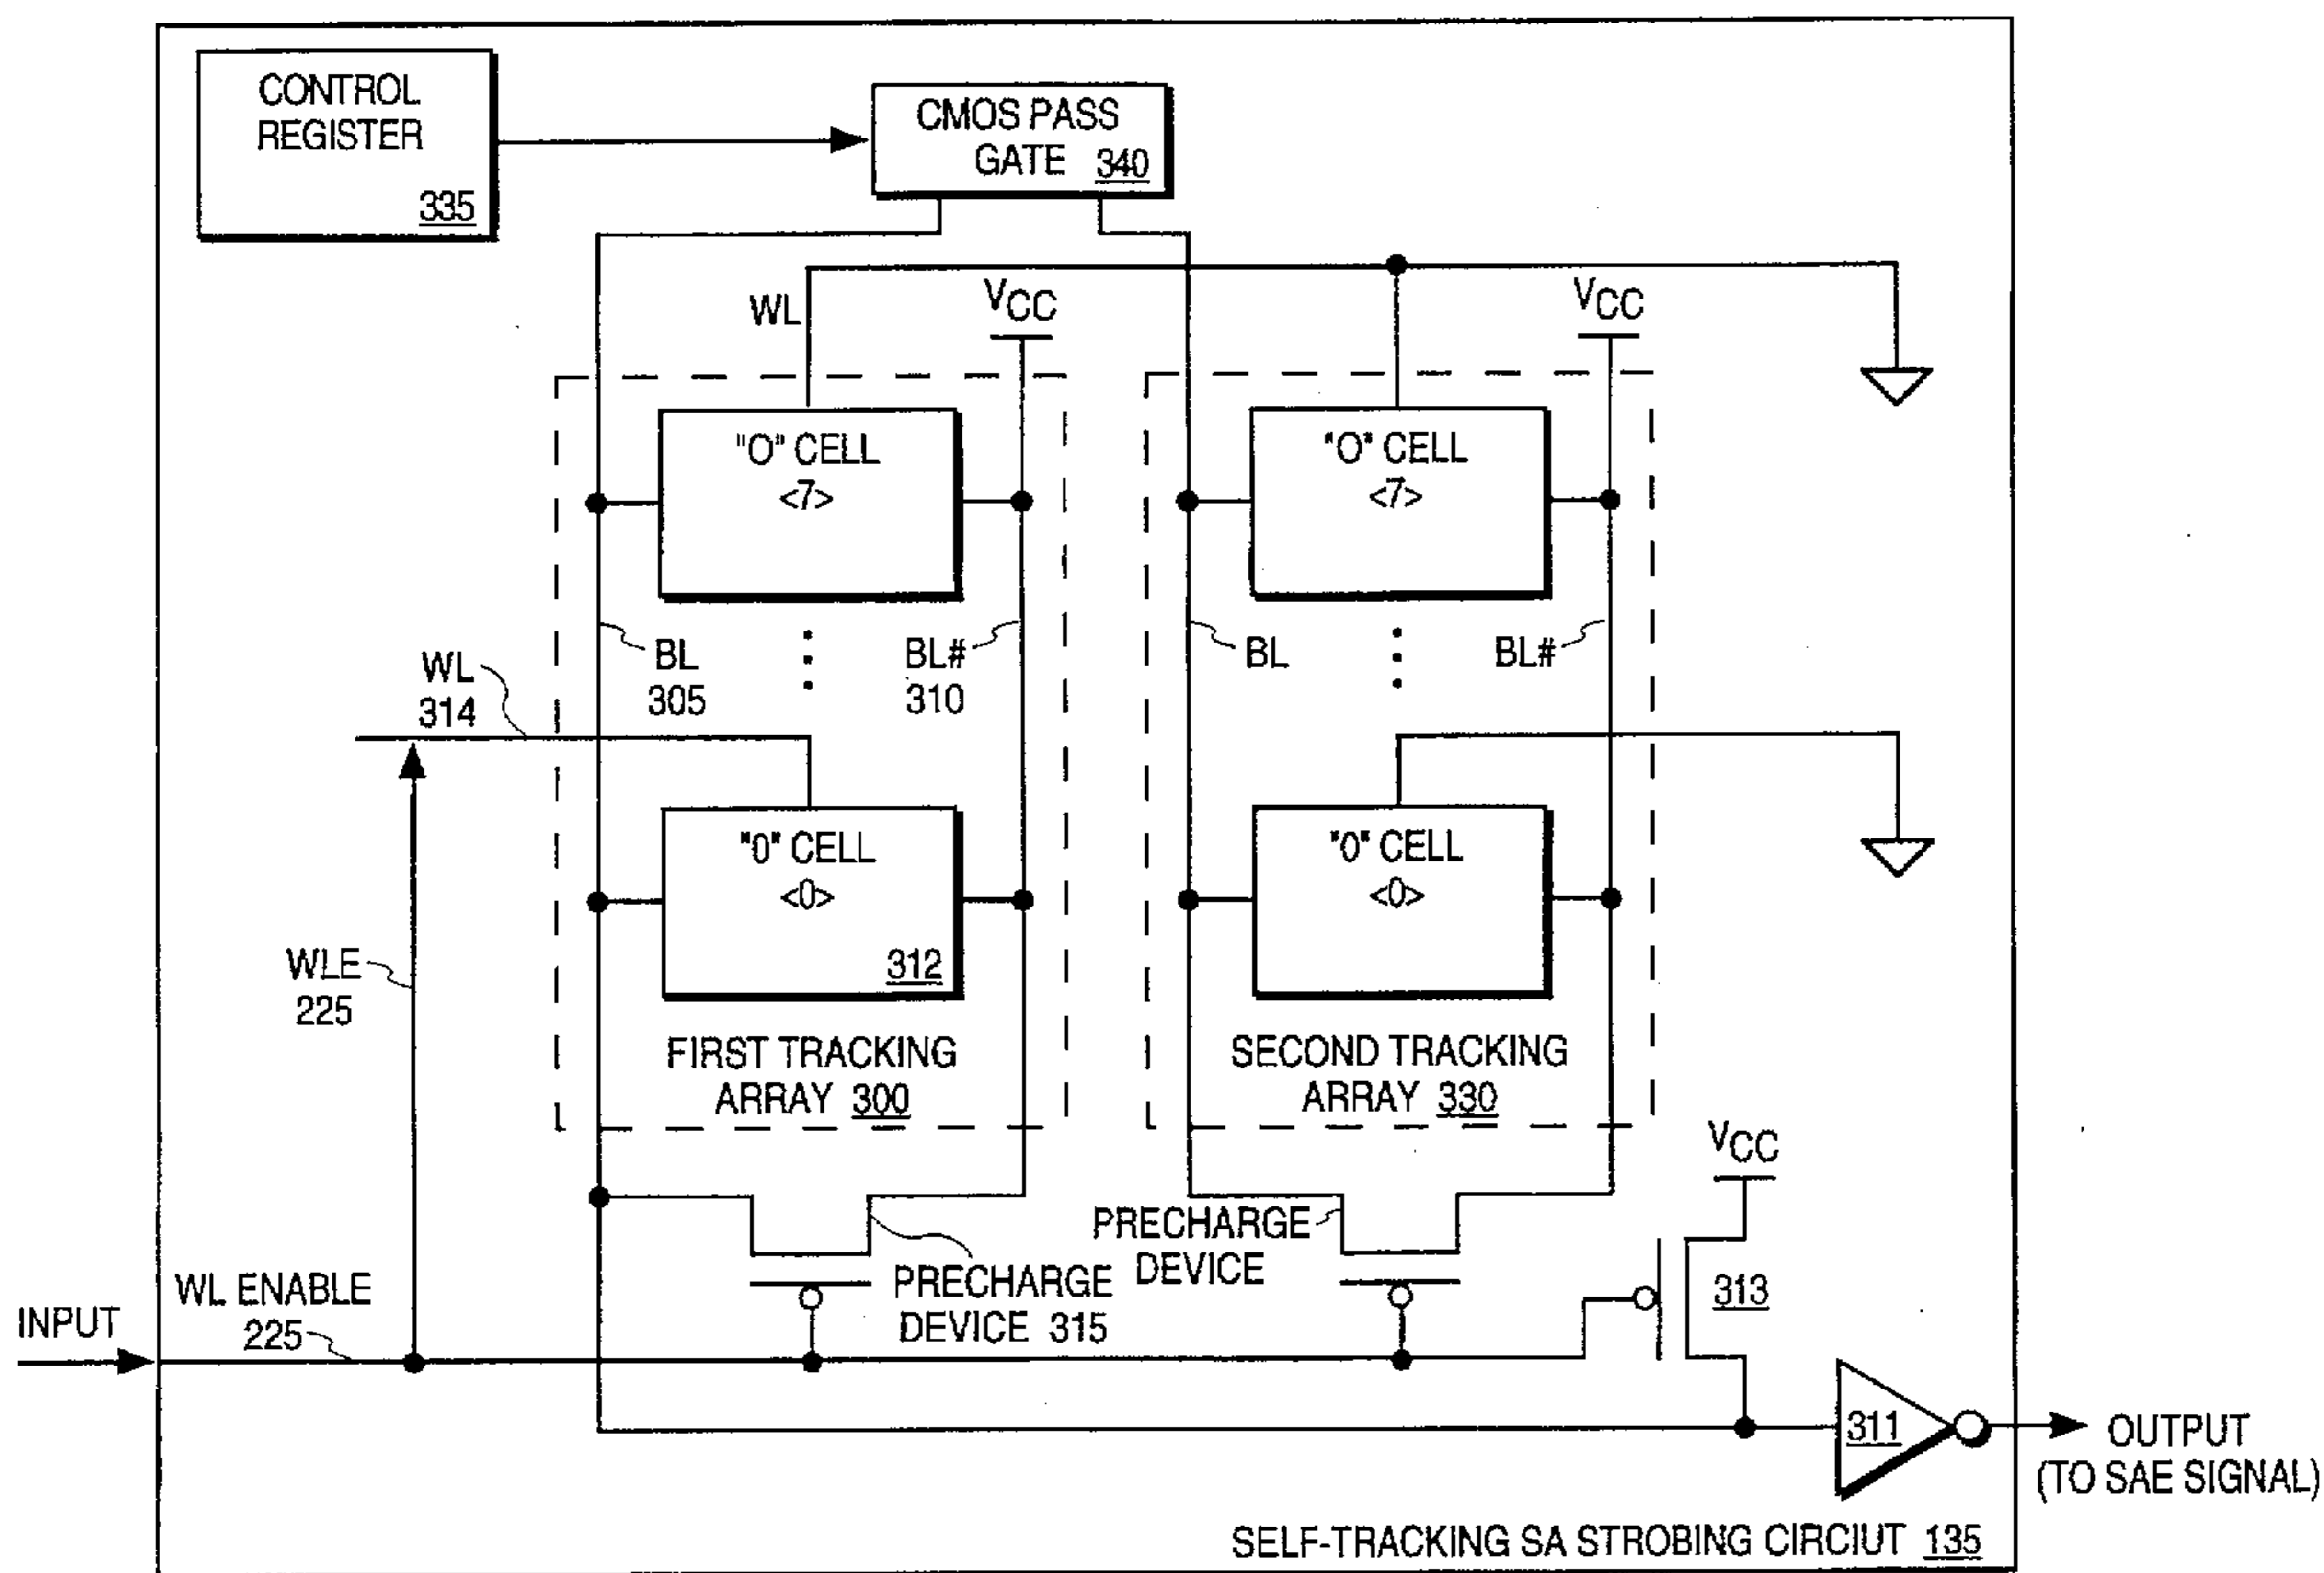 CONTROL
REGISTER
335
CMOS PASS
GATE 340
WL
VCC
VCC
"O" CELL
<7>
"O" CELL
<7>
BL
305
BL#
310
BL
BL#
WL
314
"0" CELL
<0>
312
"0" CELL
<0>
WLE
225
FIRST TRACKING
ARRAY 300
SECOND TRACKING
ARRAY 330
VCC
PRECHARGE
DEVICE
PRECHARGE
DEVICE 315
313
INPUT
WL ENABLE
225
311
OUTPUT
(TO SAE SIGNAL)
SELF-TRACKING SA STROBING CIRCIUT 135